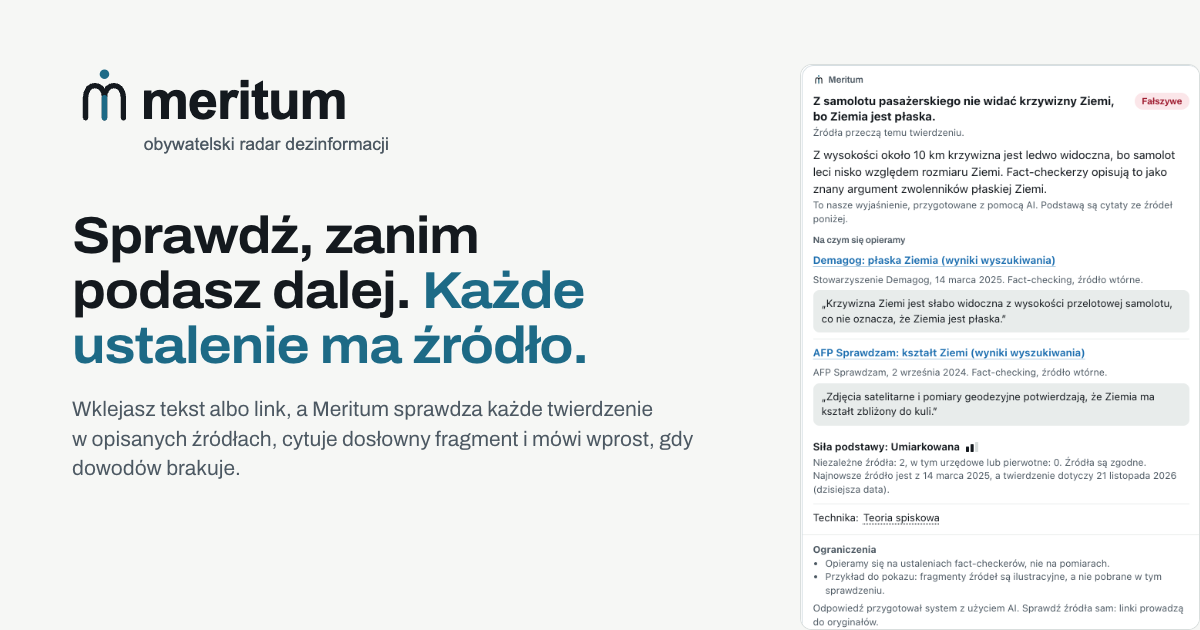 meritum
obywatelski radar dezinformacji
Sprawdź, zanim
podasz dalej. Każde
ustalenie ma źródło.
Wklejasz tekst albo link, a Meritum sprawdza każde twierdzenie
w opisanych źródłach, cytuje dosłowny fragment i mówi wprost, gdy
dowodów brakuje.
Meritum
Z samolotu pasażerskiego nie widać krzywizny Ziemi,
bo Ziemia jest płaska.
Fałszywe
Źródła przeczą temu twierdzeniu.
Z wysokości około 10 km krzywizna jest ledwo widoczna, bo samolot
leci nisko względem rozmiaru Ziemi. Fact-checkerzy opisują to jako
znany argument zwolenników płaskiej Ziemi.
To nasze wyjaśnienie, przygotowane z pomocą AI. Podstawą są cytaty ze źródeł
poniżej.
Na czym się opieramy
Demagog: płaska Ziemia (wyniki wyszukiwania)
Stowarzyszenie Demagog, 14 marca 2025. Fact-checking, źródło wtórne.
„Krzywizna Ziemi jest słabo widoczna z wysokości przelotowej samolotu,
co nie oznacza, że Ziemia jest płaska.”
AFP Sprawdzam: kształt Ziemi (wyniki wyszukiwania)
AFP Sprawdzam, 2 września 2024. Fact-checking, źródło wtórne.
„Zdjęcia satelitarne i pomiary geodezyjne potwierdzają, że Ziemia ma
kształt zbliżony do kuli.”
Siła podstawy: Umiarkowana
Niezależne źródła: 2, w tym urzędowe lub pierwotne: 0. Źródła są zgodne.
Najnowsze źródło jest z 14 marca 2025, a twierdzenie dotyczy 21 listopada 2026
(dzisiejsza data).
Technika: Teoria spiskowa
Ograniczenia
• Opieramy się na ustaleniach fact-checkerów, nie na pomiarach.
• Przykład do pokazu: fragmenty źródeł są ilustracyjne, a nie pobrane w tym
sprawdzeniu.
Odpowiedź przygotował system z użyciem AI. Sprawdź źródła sam: linki prowadzą
do oryginałów.